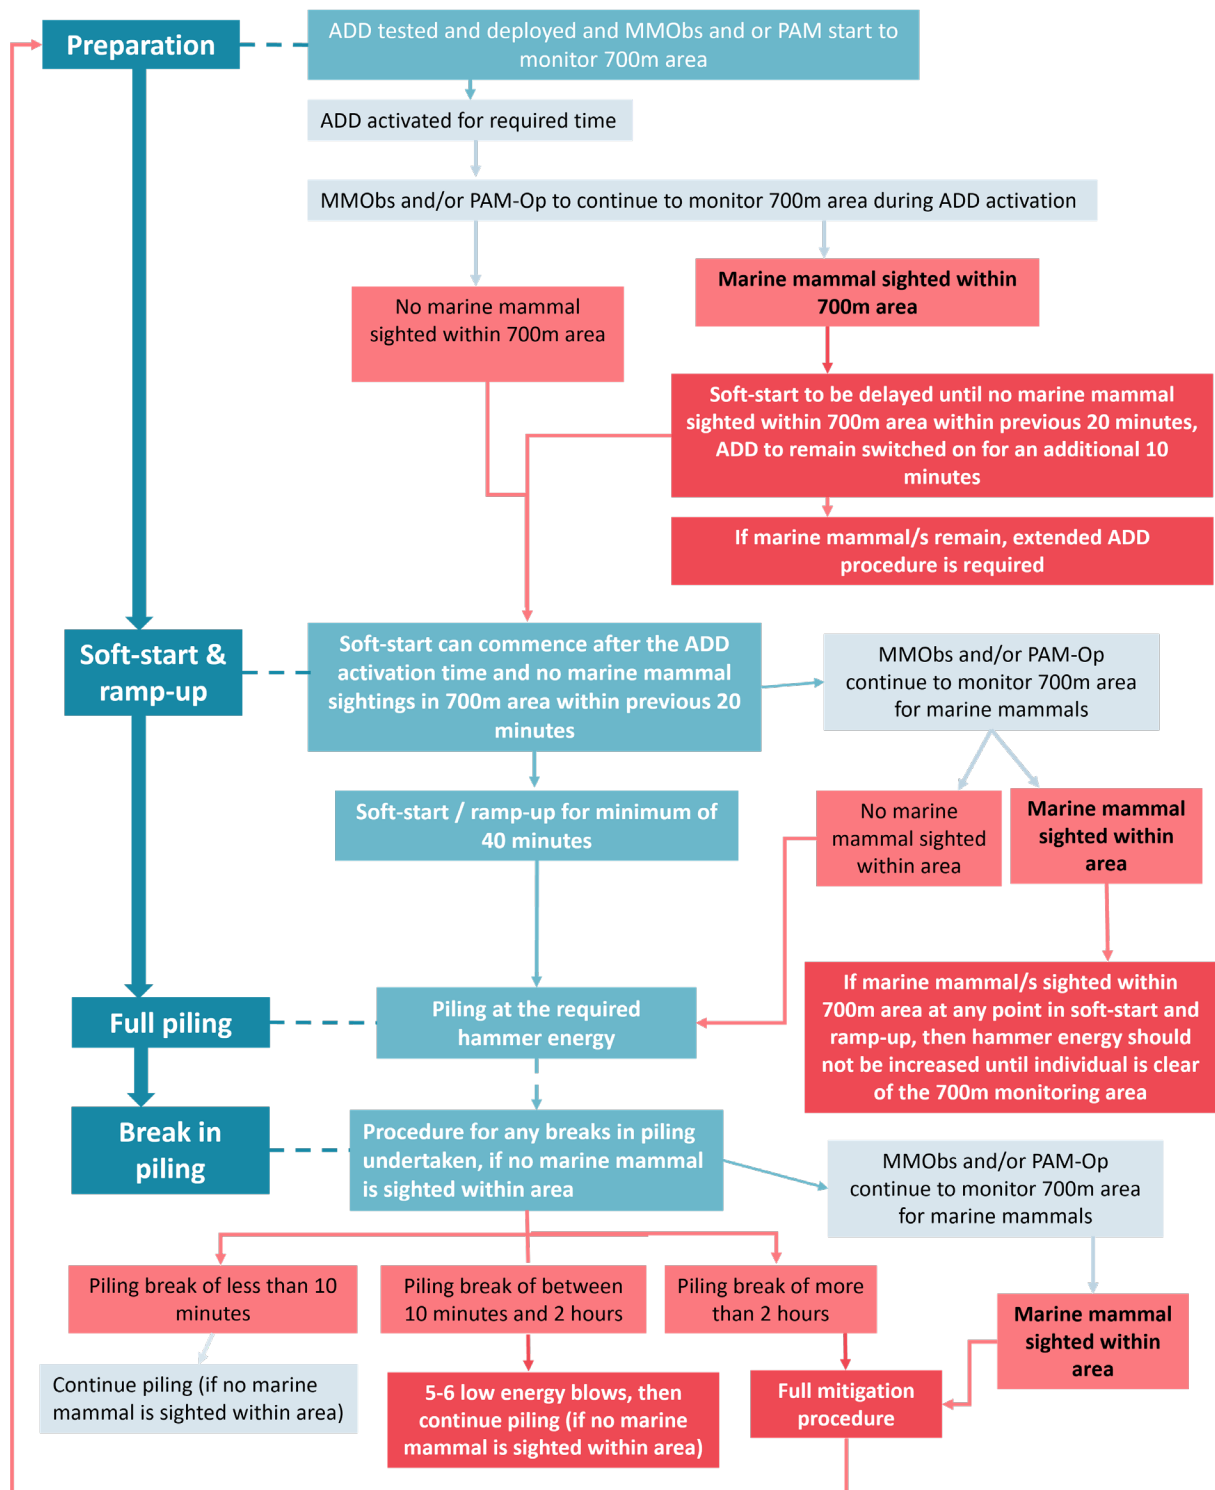 Preparation
ADD tested and deployed and MMObs and or PAM start to
monitor 700m area
ADD activated for required time
MMObs and/or PAM-Op to continue to monitor 700m area during ADD activation
No marine mammal
sighted within 700m area
Marine mammal sighted within
700m area
Soft-start to be delayed until no marine mammal
sighted within 700m area within previous 20 minutes,
ADD to remain switched on for an additional 10
minutes
If marine mammal/s remain, extended ADD
procedure is required
Soft-start &
ramp-up
Soft-start can commence after the ADD
activation time and no marine mammal
sightings in 700m area within previous 20
minutes
MMObs and/or PAM-Op
continue to monitor 700m area
for marine mammals
Soft-start / ramp-up for minimum of
40 minutes
No marine
mammal sighted
within area
Marine mammal
sighted within
area
If marine mammal/s sighted within
700m area at any point in soft-start and
ramp-up, then hammer energy should
not be increased until individual is clear
of the 700m monitoring area
Full piling
Piling at the required
hammer energy
Break in
piling
Procedure for any breaks in piling
undertaken, if no marine mammal
is sighted within area
MMObs and/or PAM-Op
continue to monitor 700m area
for marine mammals
Piling break of less than 10
minutes
Piling break of between
10 minutes and 2 hours
Piling break of more
than 2 hours
Marine mammal
sighted within
area
Continue piling (if no marine
mammal is sighted within area)
5-6 low energy blows, then
continue piling (if no marine
mammal is sighted within area)
Full mitigation
procedure